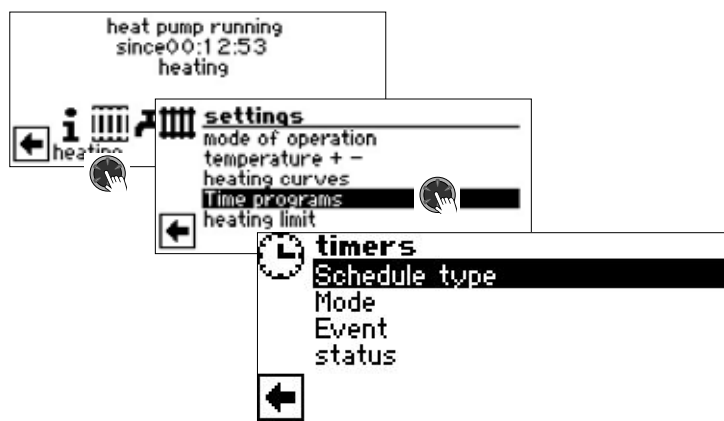 heat pump running
since00:12:53
heating
heating
settings
mode of operation
temperature + -
heating curves
Time programs
heating limit
timers
Schedule type
Mode
Event
status